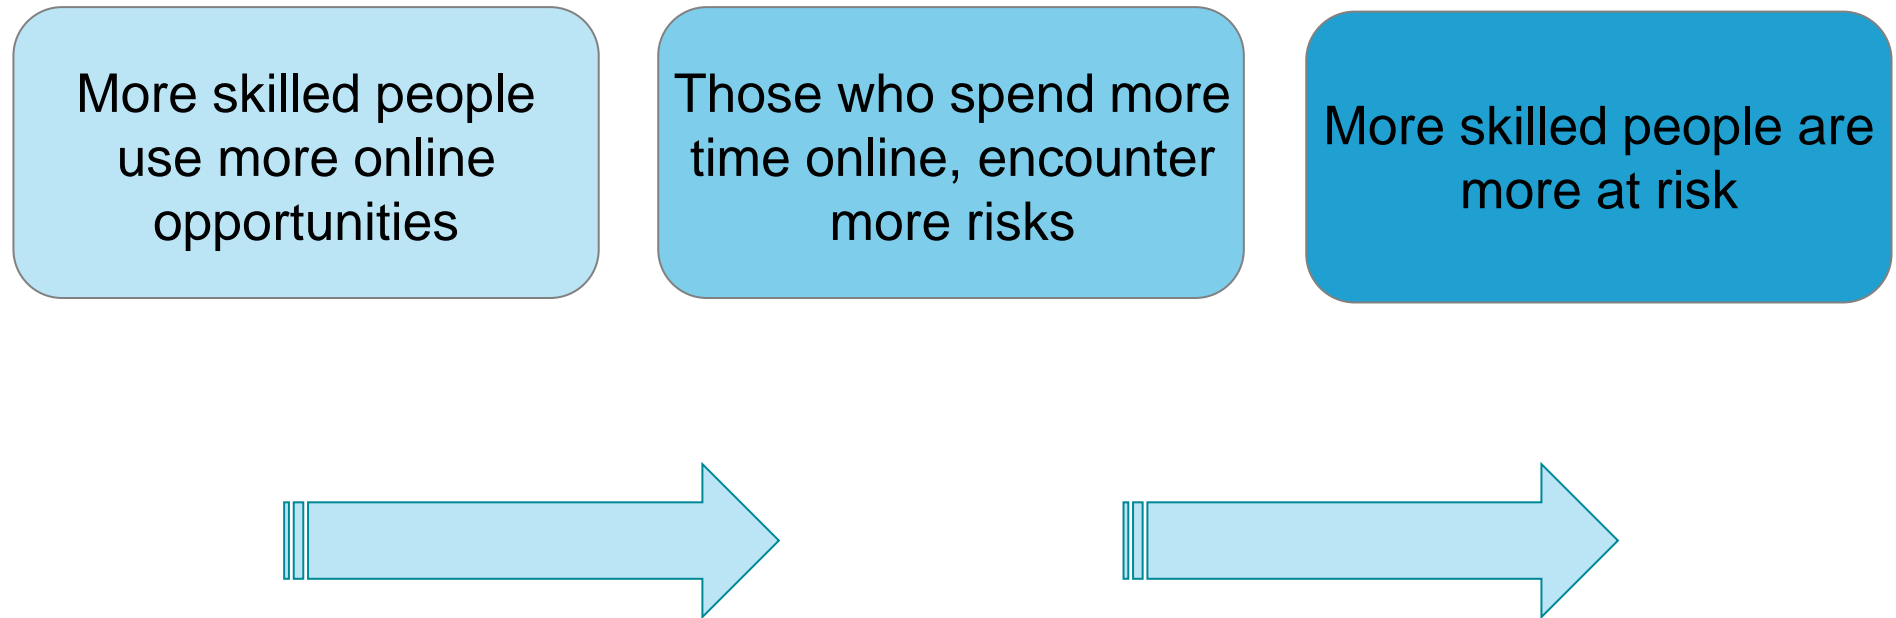 More skilled people
use more online
opportunities
Those who spend more
time online, encounter
more risks
More skilled people are
more at risk